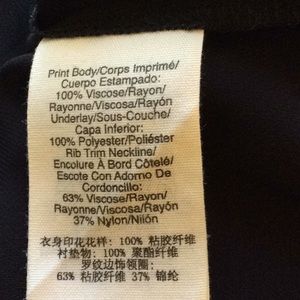 Print Body/Corps Imprimé/
Cuerpo Estampado:
100% Viscose/Rayon/
Rayonne/Viscosa/Rayón
Underlay/Sous-Couche/
Capa Inferior:
100% Polyester/Poliéster
Rib Trim Neckline/
Encolure À Bord Côtelé/
Escote Con Adorno De
Cordoncillo:
63% Viscose/Rayon/
Rayonne/Viscosa/Rayón
37% Nylon/Nilón
衣身印花花样: 100% 粘胶纤维
衬垫物: 100% 聚酯纤维
罗纹边饰领圈:
63% 粘胶纤维 37% 锦纶